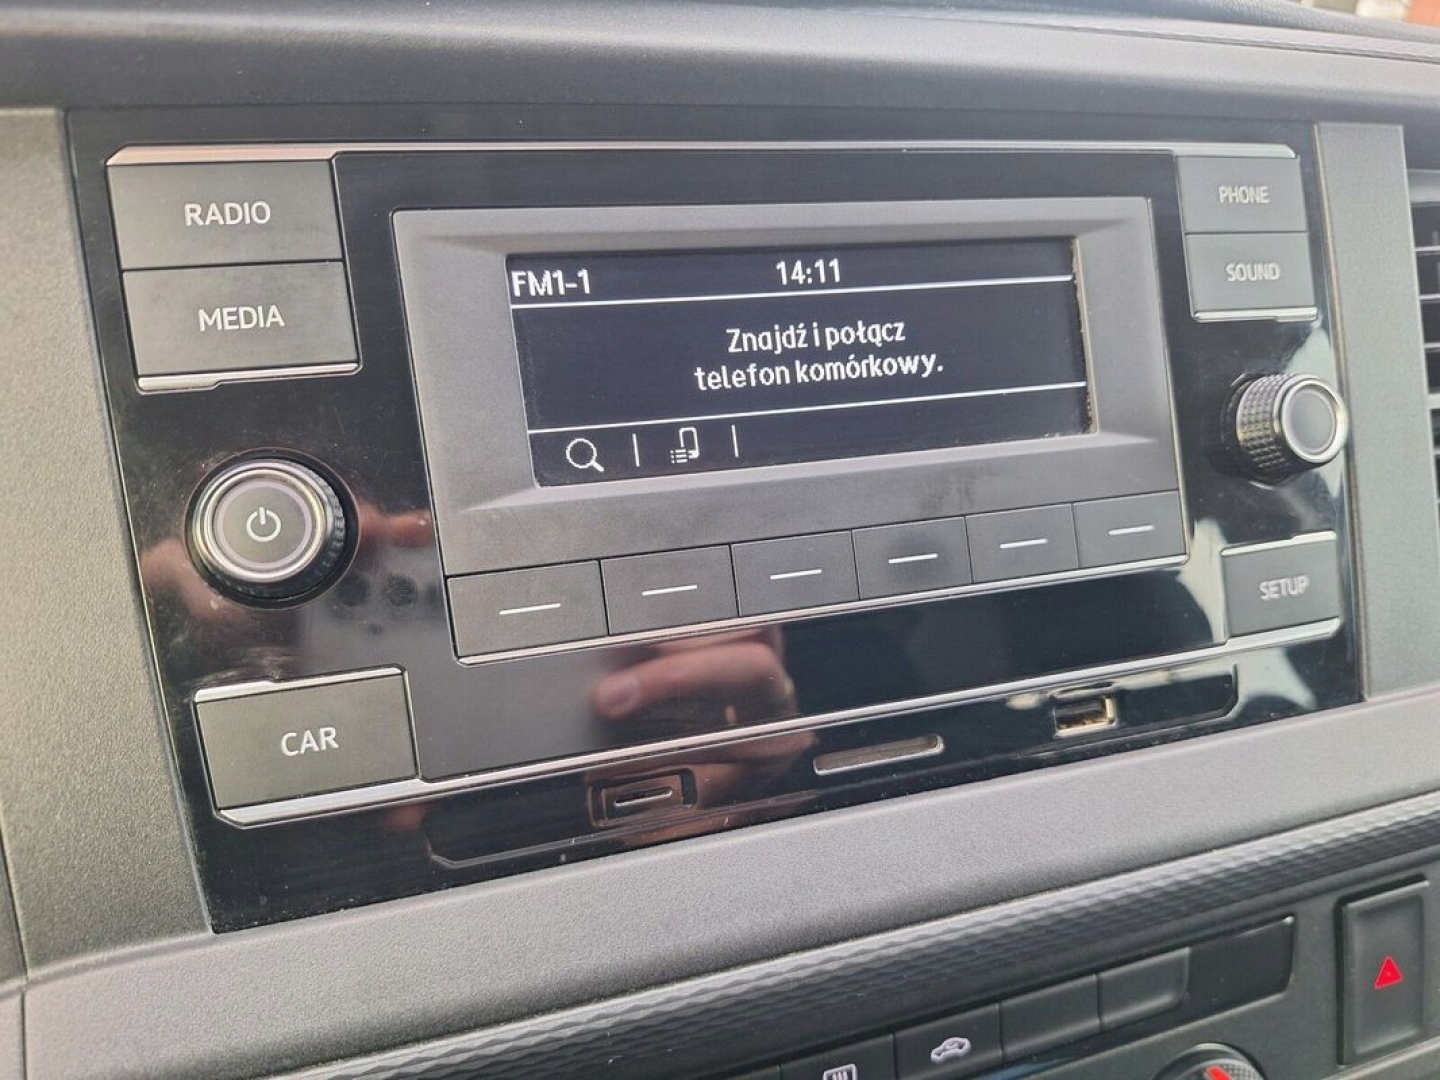 RADIO
MEDIA
FM1-1 14:11
Znajdź i połącz
telefon komórkowy.
PHONE
SOUND
SETUP
CAR